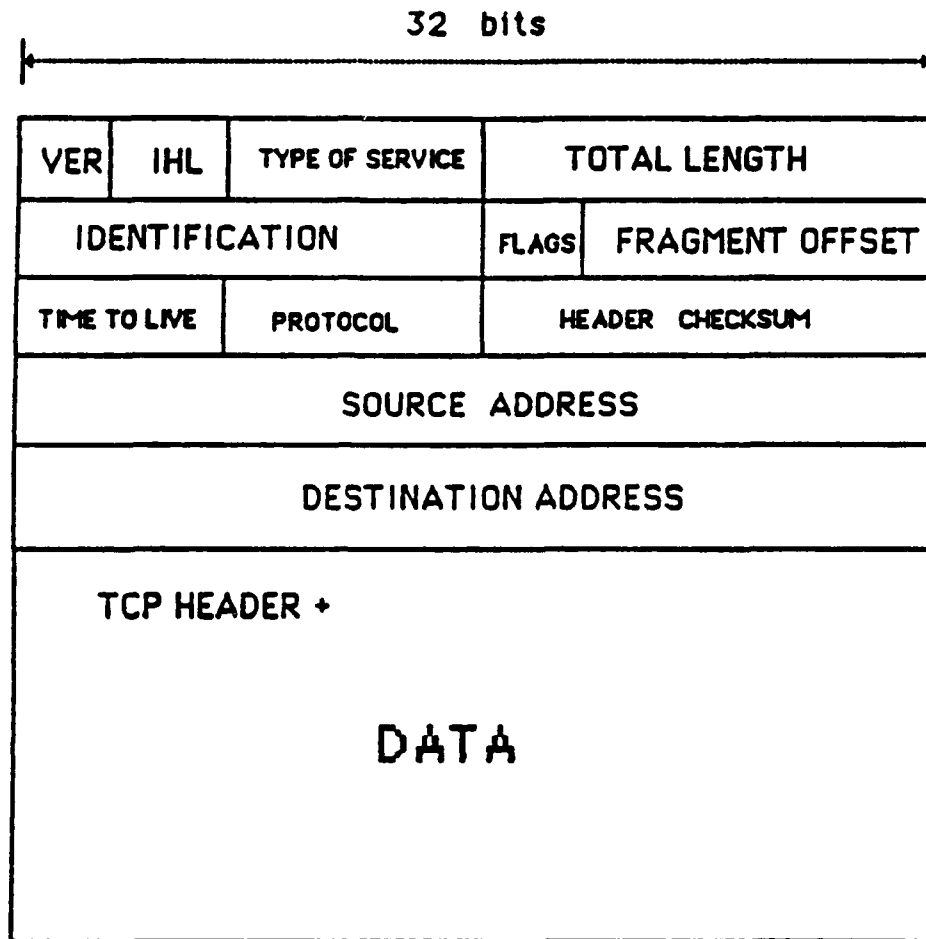 32 bits
VER IHL TYPE OF SERVICE TOTAL LENGTH
IDENTIFICATION FLAGS FRAGMENT OFFSET
TIME TO LIVE PROTOCOL HEADER CHECKSUM
SOURCE ADDRESS
DESTINATION ADDRESS
TCP HEADER +
DATA